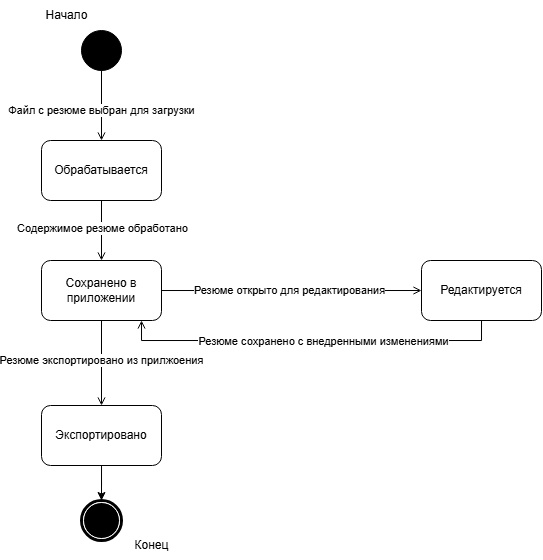 Начало
Файл с резюме выбран для загрузки
Обрабатывается
Содержимое резюме обработано
Сохранено в
приложении
Резюме открыто для редактирования
Редактируется
Резюме сохранено с внедренными изменениями
Резюме экспортировано из прилжоения
Экспортировано
Конец